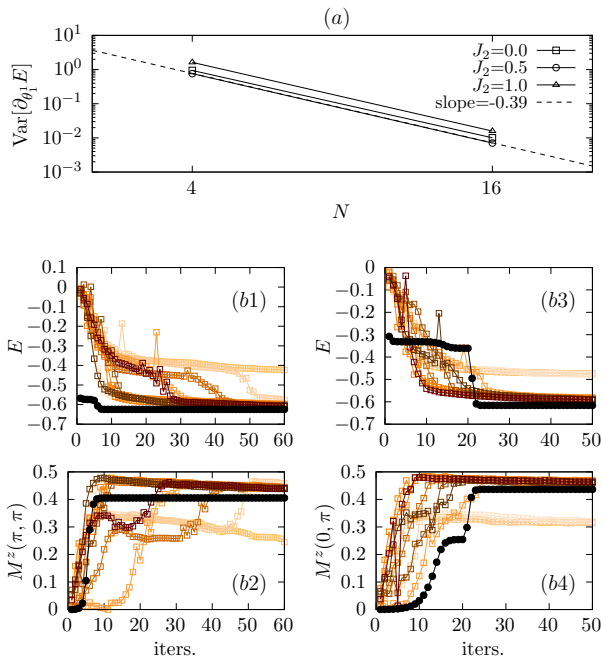 (a)
Var[∂_{θ_1^1} E]
10^1
10^0
10^{-1}
10^{-2}
10^{-3}
J_2=0.0
J_2=0.5
J_2=1.0
slope=-0.39
4 16
N
(b1)
E
0.1
0
−0.1
−0.2
−0.3
−0.4
−0.5
−0.6
−0.7
0 10 20 30 40 50 60
(b3)
E
0
−0.1
−0.2
−0.3
−0.4
−0.5
−0.6
−0.7
0 10 20 30 40 50
(b2)
M^z(π, π)
0.5
0.4
0.3
0.2
0.1
0
0 10 20 30 40 50 60
iters.
(b4)
M^z(0, π)
0.5
0.4
0.3
0.2
0.1
0
0 10 20 30 40 50
iters.